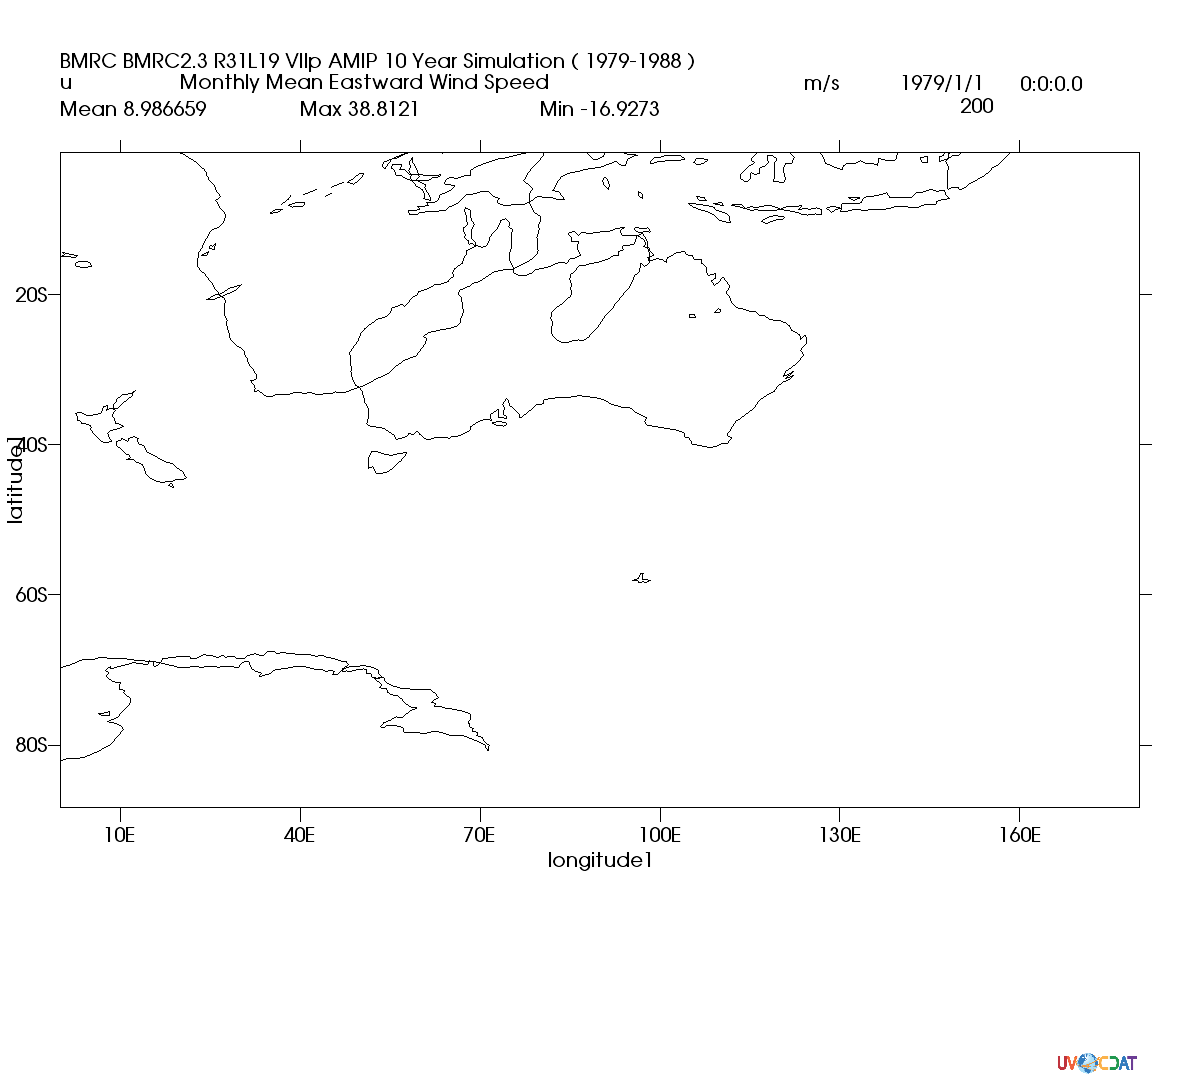 BMRC BMRC2.3 R31L19 VIIp AMIP 10 Year Simulation ( 1979-1988 )
u Monthly Mean Eastward Wind Speed m/s 1979/1/1 0:0:0.0
Mean 8.986659 Max 38.8121 Min -16.9273 200
20S
40S
60S
80S
latitude1
10E 40E 70E 100E 130E 160E
longitude1
UV CDAT